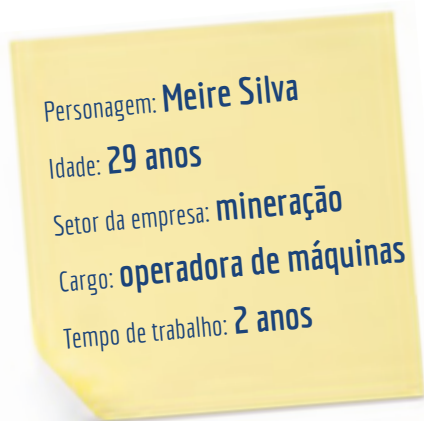 Personagem: Meire Silva
Idade: 29 anos
Setor da empresa: mineração
Cargo: operadora de máquinas
Tempo de trabalho: 2 anos